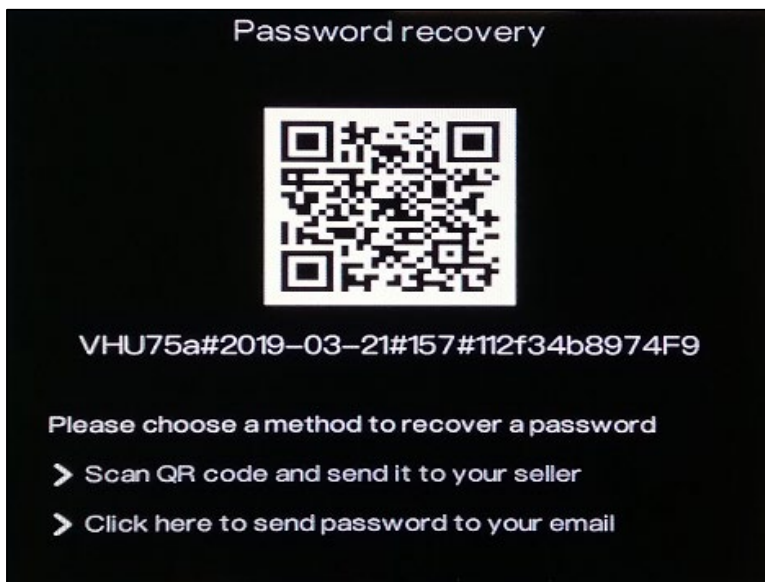 Password recovery
VHU75a#2019-03-21#157#112f34b8974F9
Please choose a method to recover a password
Scan QR code and send it to your seller
Click here to send password to your email